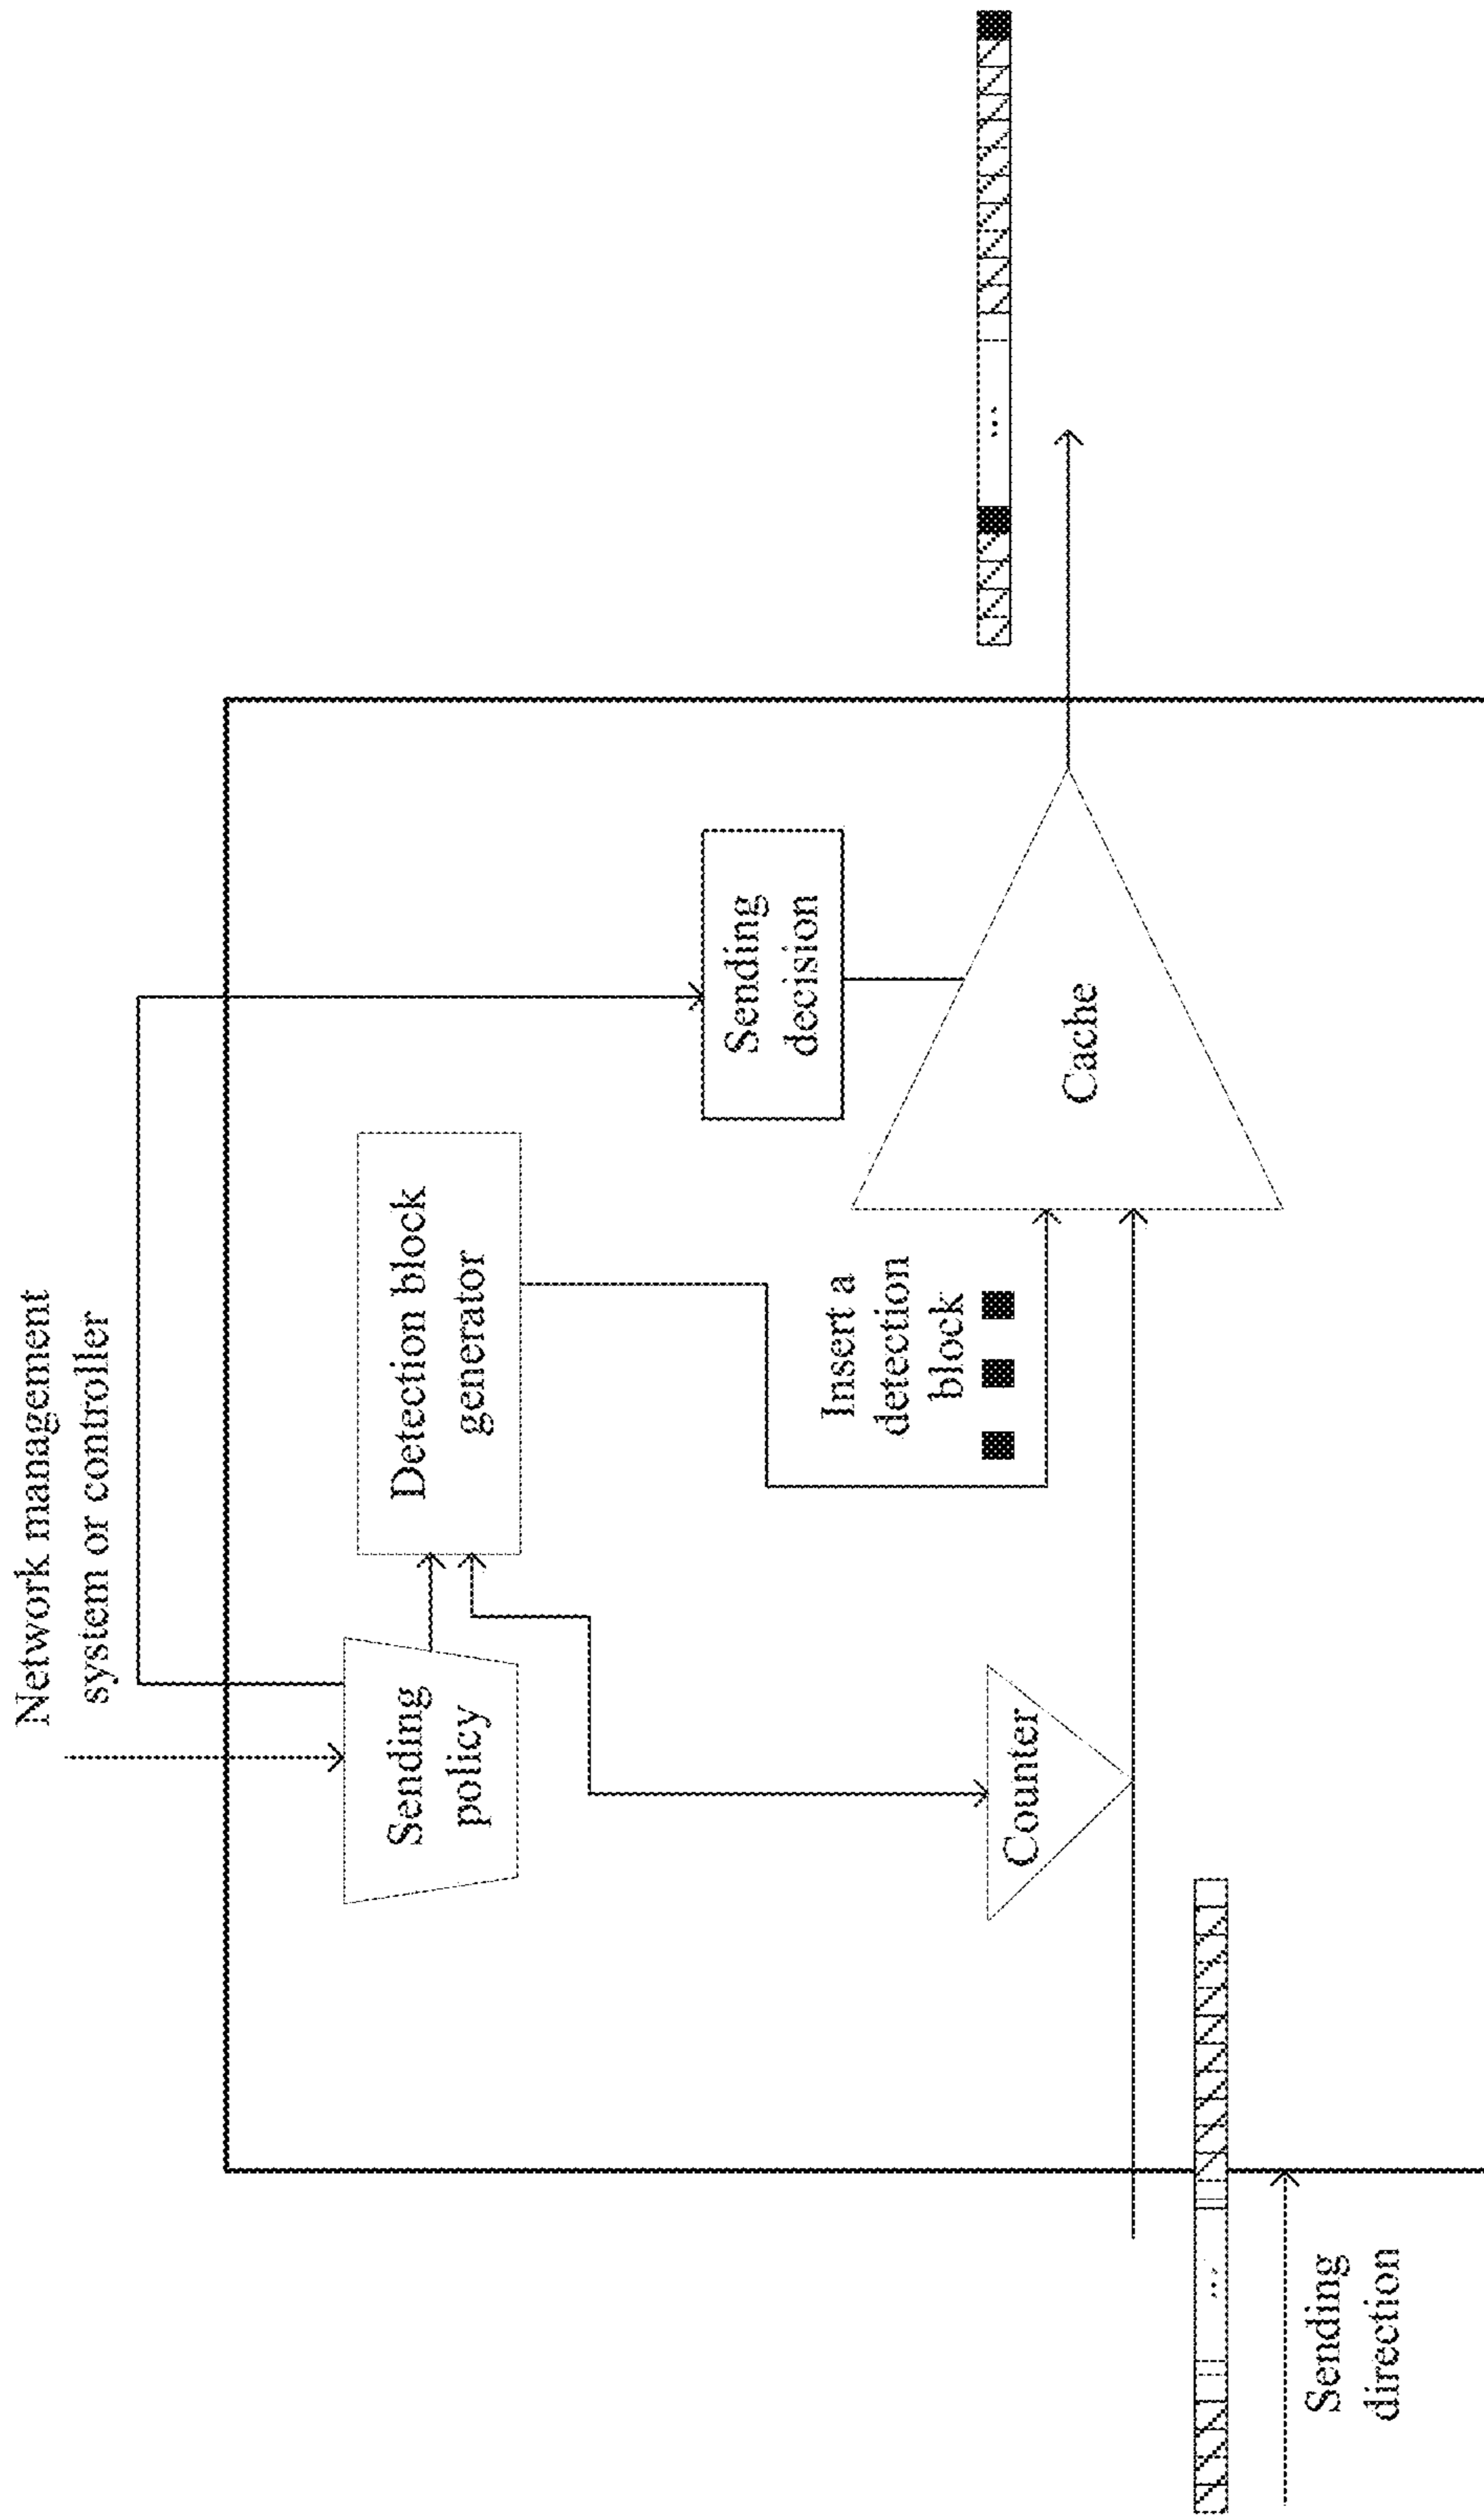 Network management
system or controller
Sending
policy
Detection block
generator
Sending
decision
Insert a
detection
block
Counter
Cache
...
...
Sending
direction